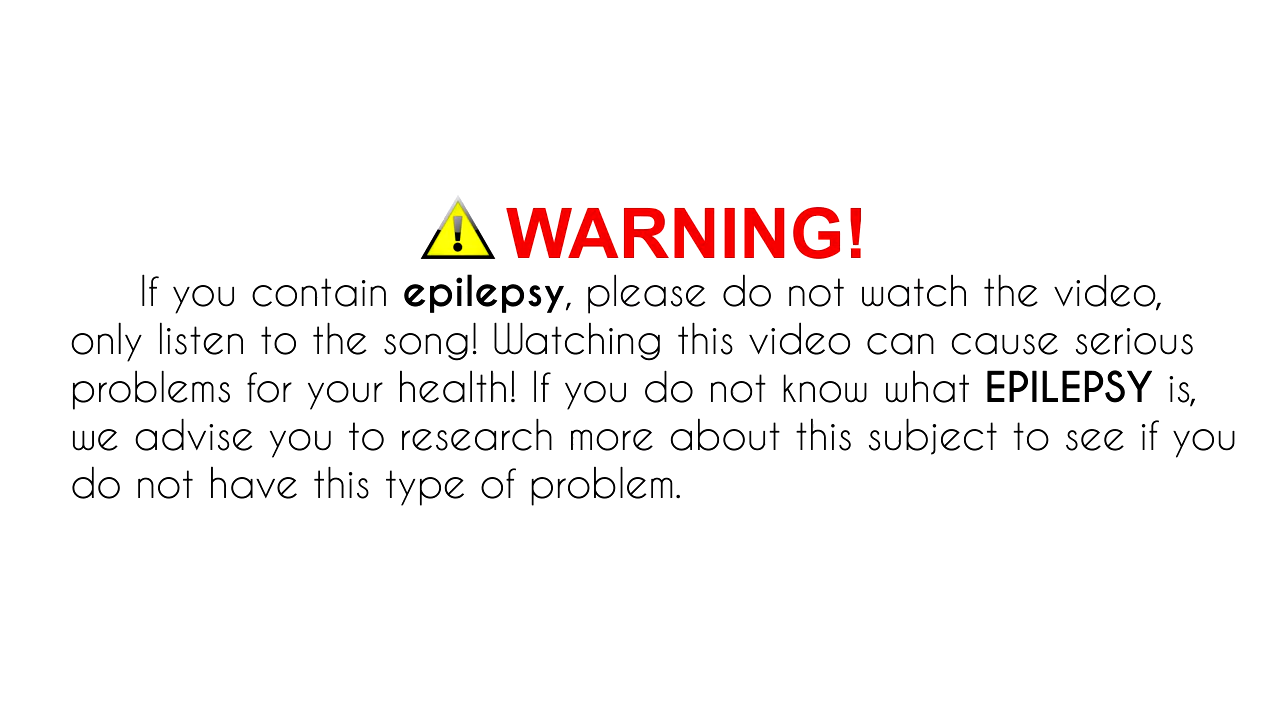 WARNING!
If you contain epilepsy, please do not watch the video,
only listen to the song! Watching this video can cause serious
problems for your health! If you do not know what EPILEPSY is,
we advise you to research more about this subject to see if you
do not have this type of problem.